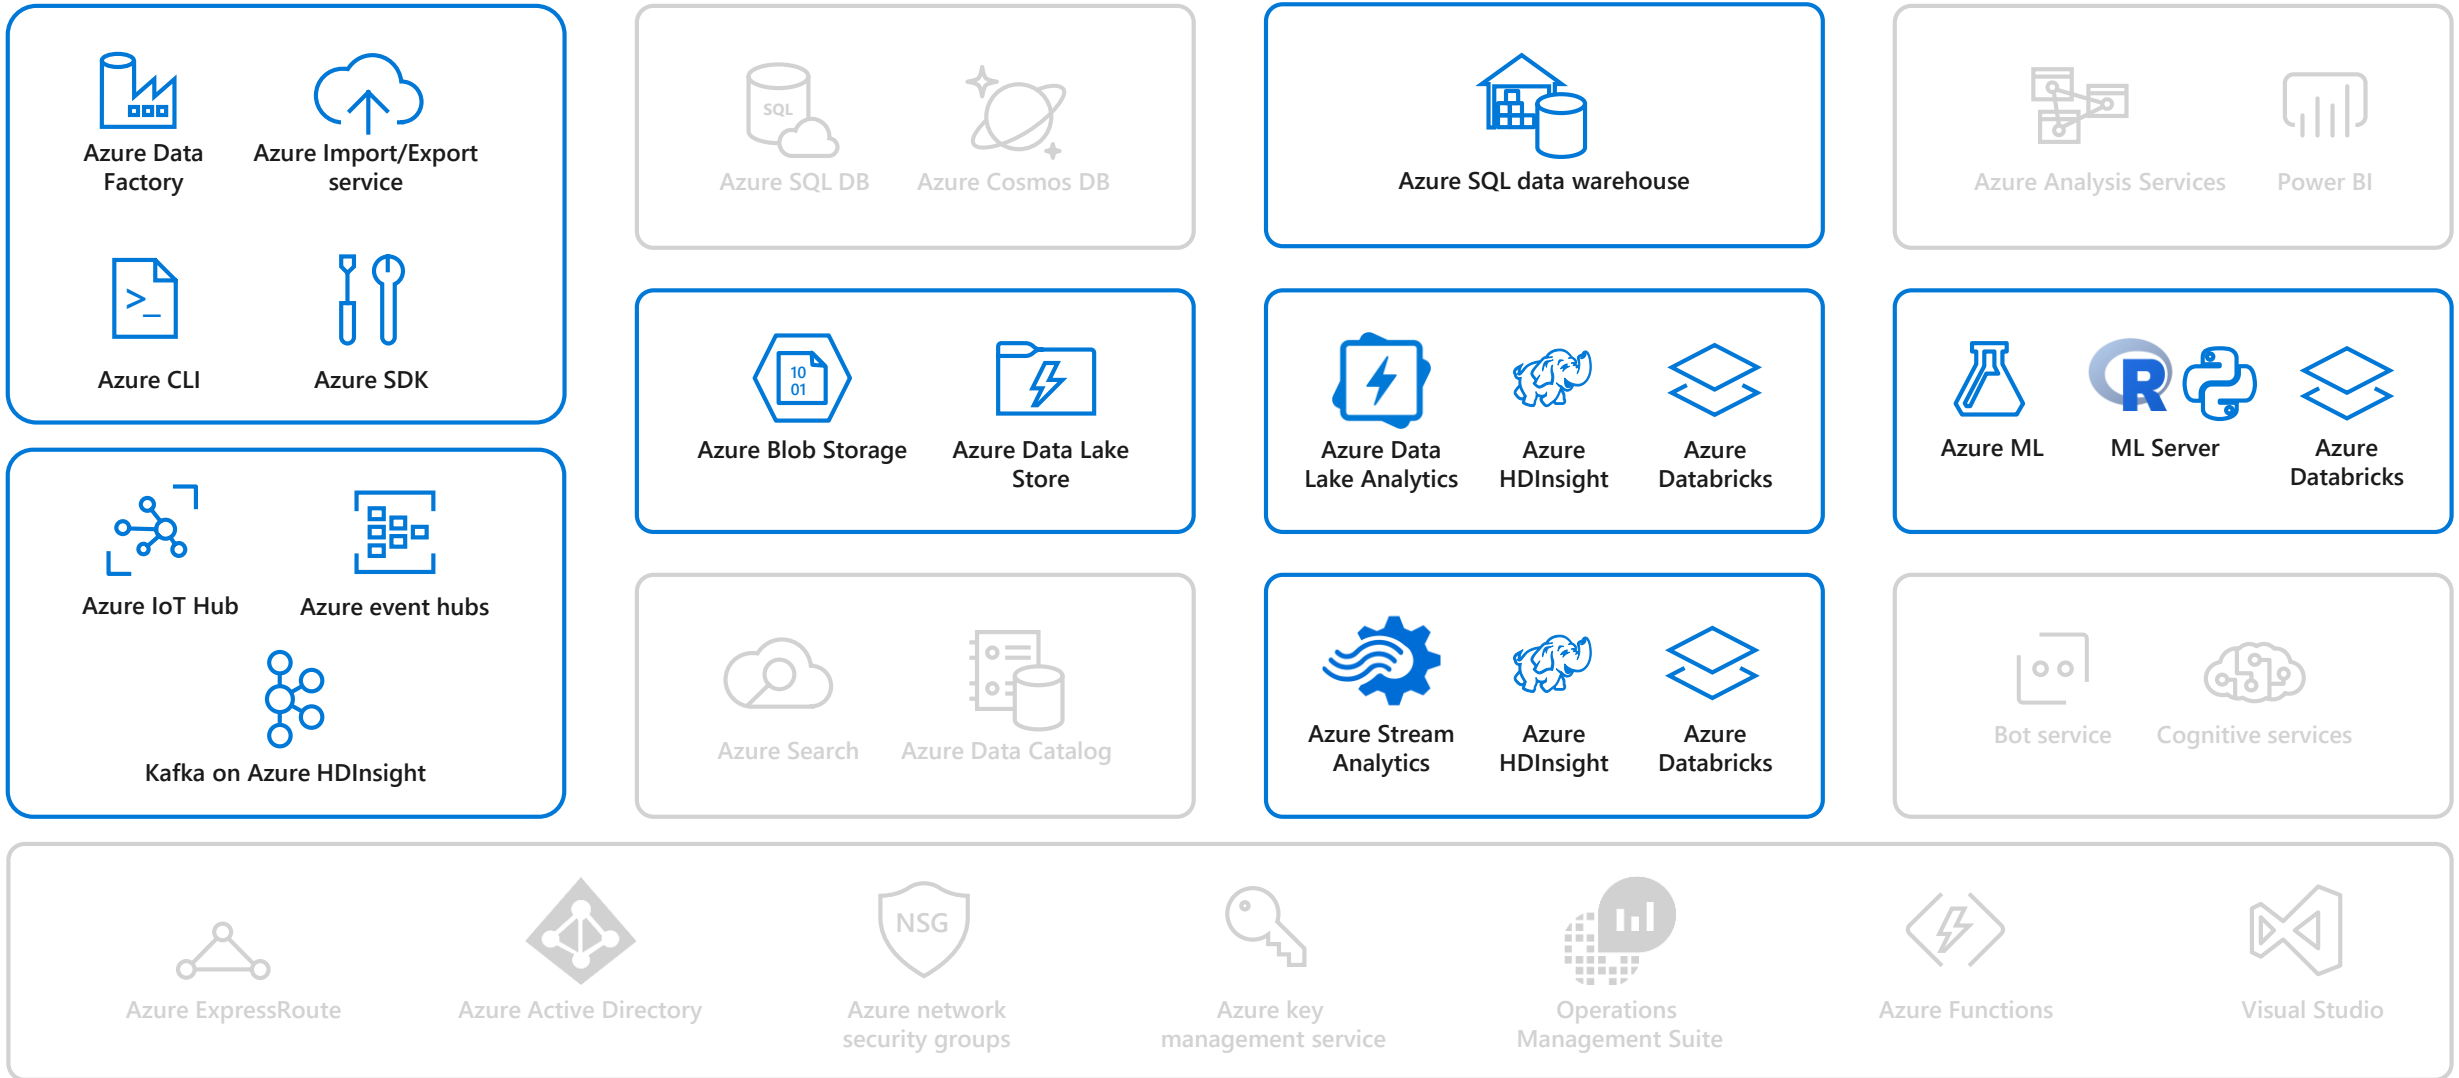 Azure Data
Factory
Azure Import/Export
service
Azure CLI
Azure SDK
Azure IoT Hub
Azure event hubs
Kafka on Azure HDInsight
SQL
Azure SQL DB
Azure Cosmos DB
10
01
Azure Blob Storage
Azure Data Lake
Store
Azure Search
Azure Data Catalog
Azure SQL data warehouse
Azure Data
Lake Analytics
Azure
HDInsight
Azure
Databricks
Azure Stream
Analytics
Azure
HDInsight
Azure
Databricks
Azure Analysis Services
Power BI
Azure ML
R
ML Server
Azure
Databricks
Bot service
Cognitive services
Azure ExpressRoute
Azure Active Directory
NSG
Azure network
security groups
Azure key
management service
Operations
Management Suite
Azure Functions
Visual Studio